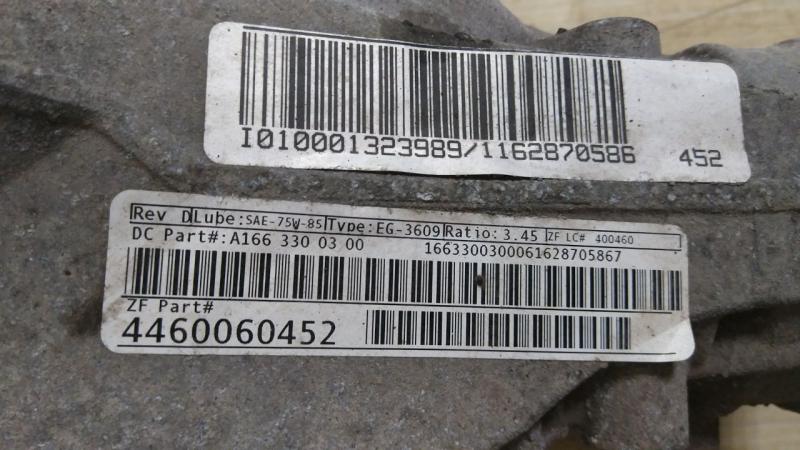 I010001323989/1162870586 452
Rev D Lube:SAE-75W-85 Type:EG-3609 Ratio: 3.45 ZF LC# 400460
DC Part#:A166 330 03 00 16633003000061628705867
ZF Part#
4460060452